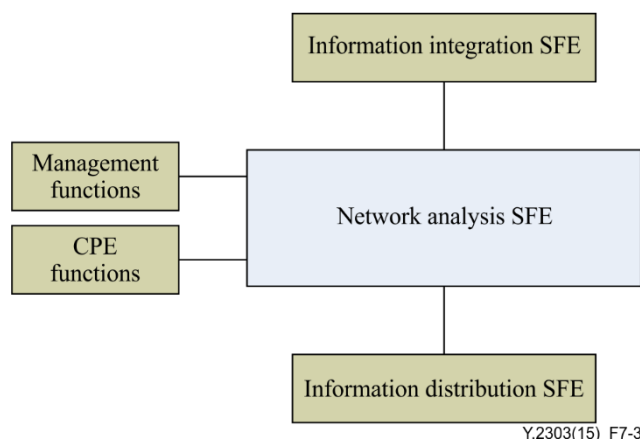 Information integration SFE
Management
functions
Network analysis SFE
CPE
functions
Information distribution SFE
Y.2303(15)_F7-3